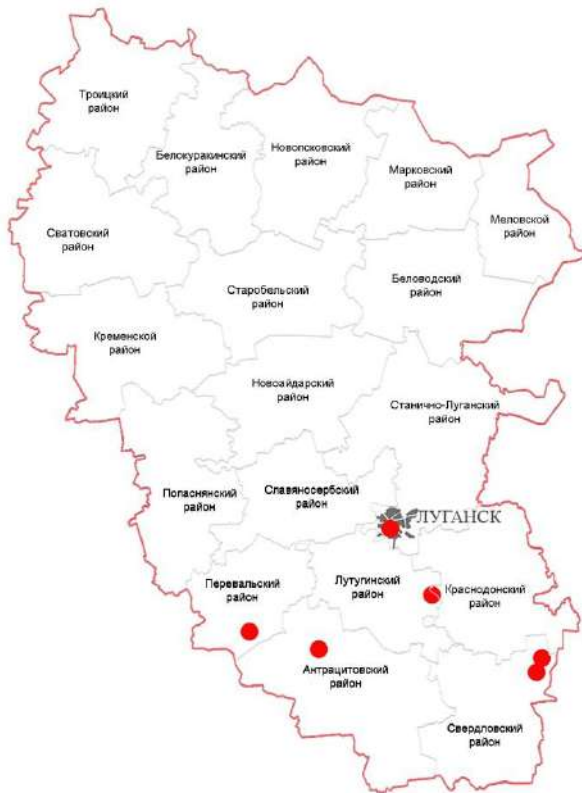 Троицкий
район
Белокуракинский
район
Новопсковский
район
Марковский
район
Меловской
район
Сватовский
район
Старобельский
район
Беловодский
район
Кременской
район
Новоайдарский
район
Станично-Луганский
район
Попаснянский
район
Славяносербский
район
ЛУГАНСК
Перевальский
район
Лутугинский
район
Краснодонский
район
Антрацитовский
район
Свердловский
район